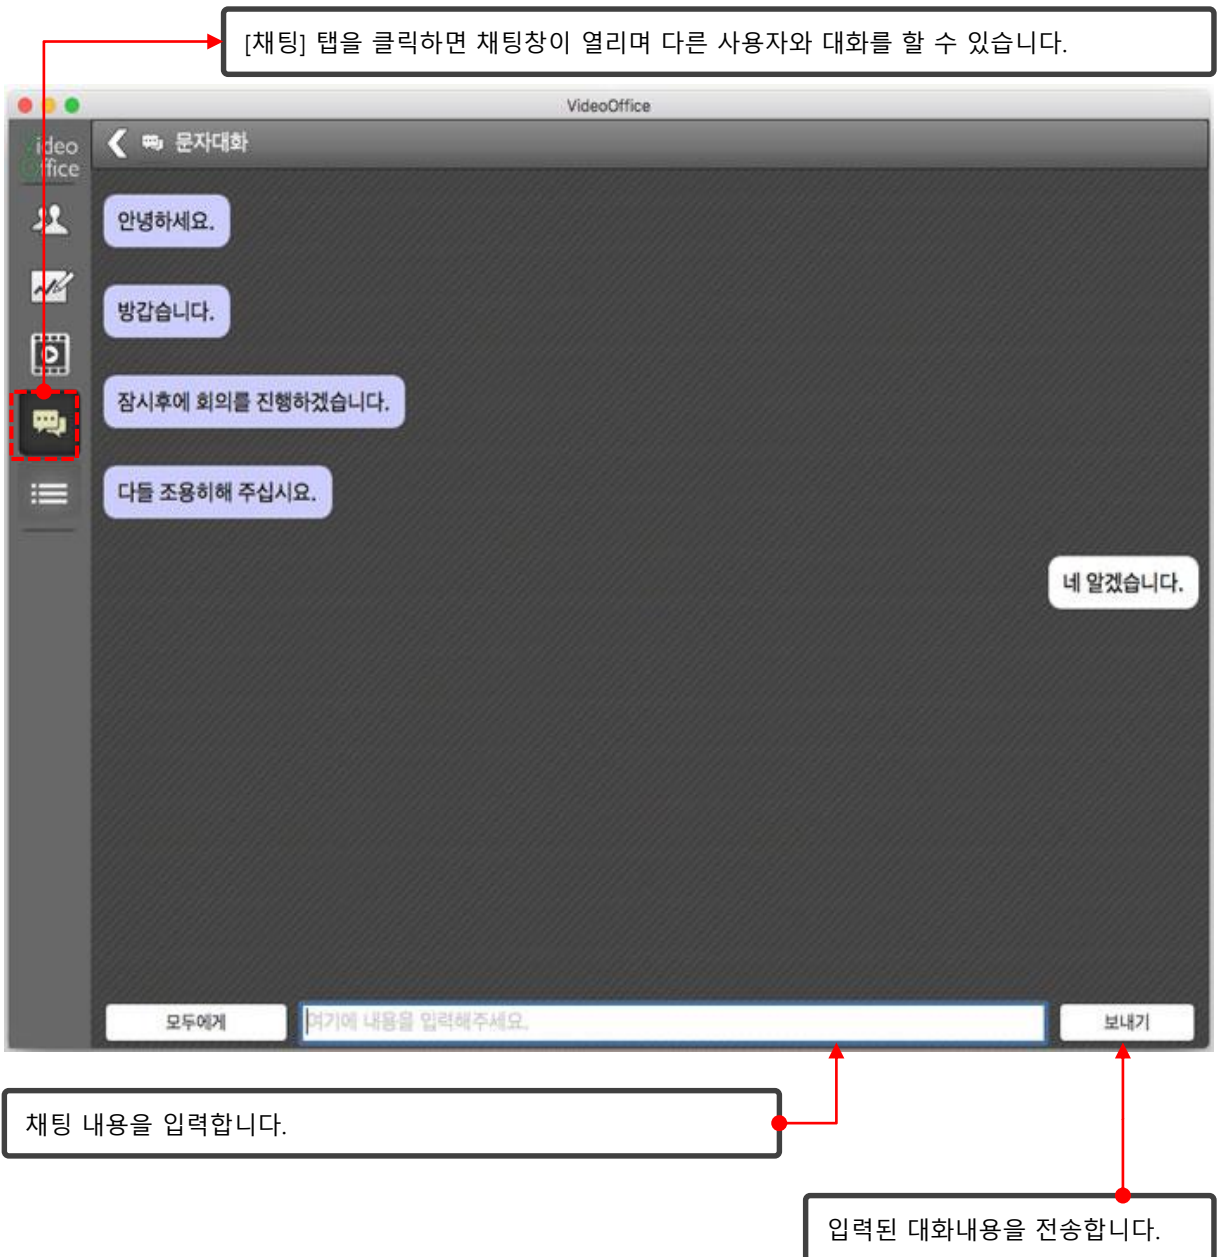 [채팅] 탭을 클릭하면 채팅창이 열리며 다른 사용자와 대화를 할 수 있습니다.
VideoOffice
Video
Office
문자대화
안녕하세요.
방갑습니다.
잠시후에 회의를 진행하겠습니다.
다들 조용히해 주십시요.
네 알겠습니다.
모두에게
여기에 내용을 입력해주세요.
보내기
채팅 내용을 입력합니다.
입력된 대화내용을 전송합니다.